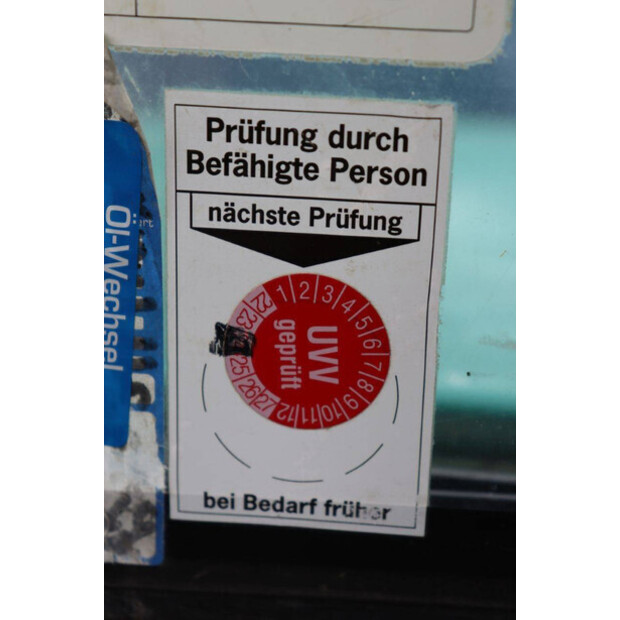 Prüfung durch
Befähigte Person
nächste Prüfung
1 2 3 4 5 6 7 8 9 10 11 12
22 23 25 26 27
UVV
geprüft
bei Bedarf früher
Öl-Wechsel